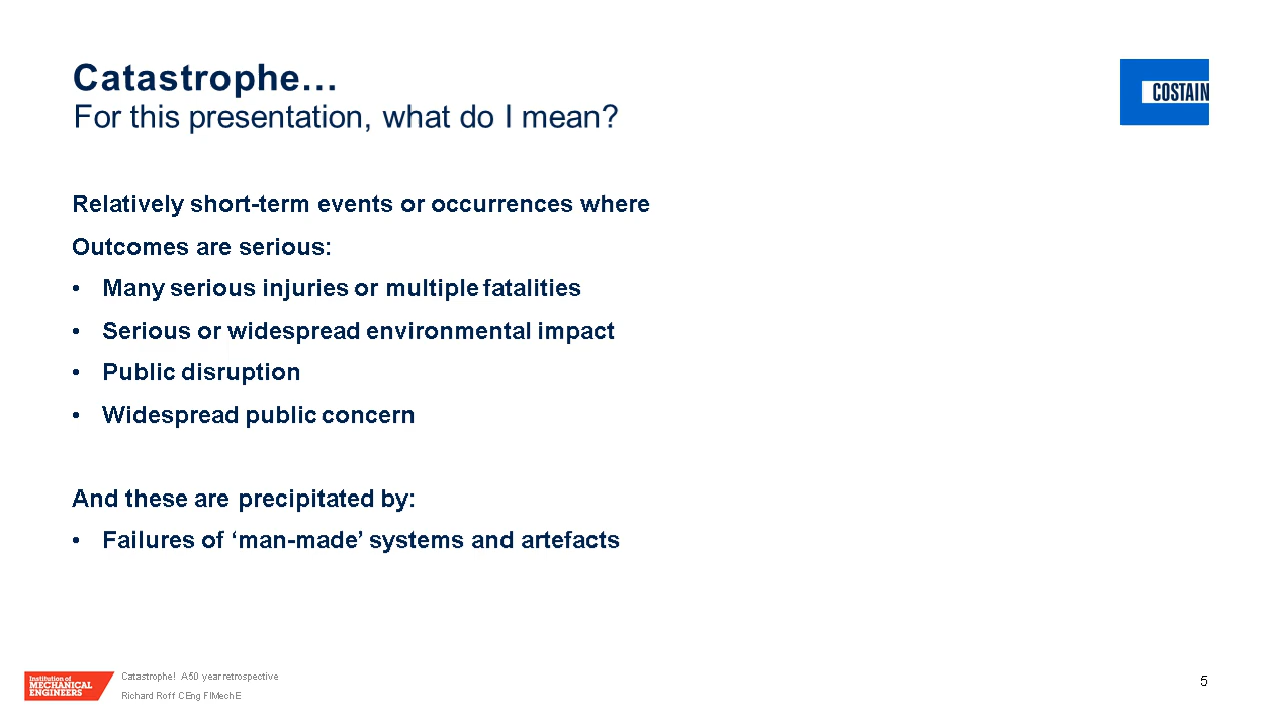 Catastrophe…
For this presentation, what do I mean?
COSTAIN
Relatively short-term events or occurrences where
Outcomes are serious:
• Many serious injuries or multiple fatalities
• Serious or widespread environmental impact
• Public disruption
• Widespread public concern
And these are precipitated by:
• Failures of ‘man-made’ systems and artefacts
Institution of
MECHANICAL
ENGINEERS
Catastrophe! A 50 year retrospective
Richard Roff CEng FIMechE
5